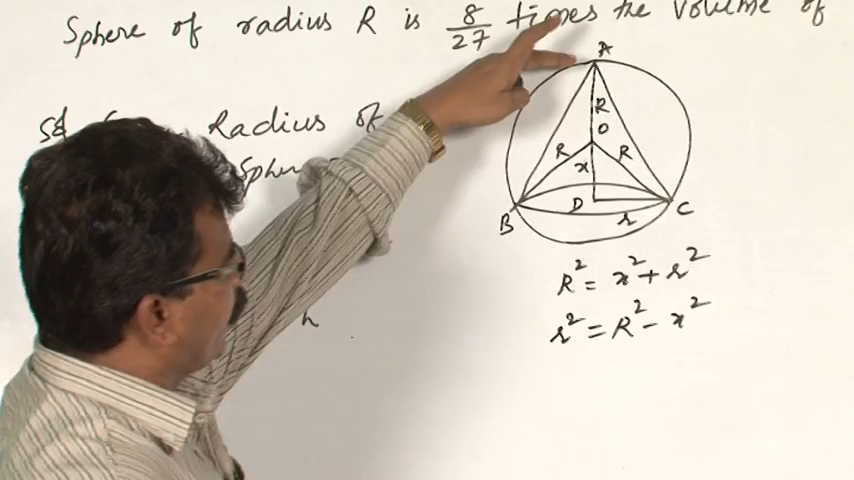 Sphere of radius R is 8/27 times the volume of
Radius of
A
R
O
R
R
x
D
r
B
C
R² = x² + r²
r² = R² - x²
h